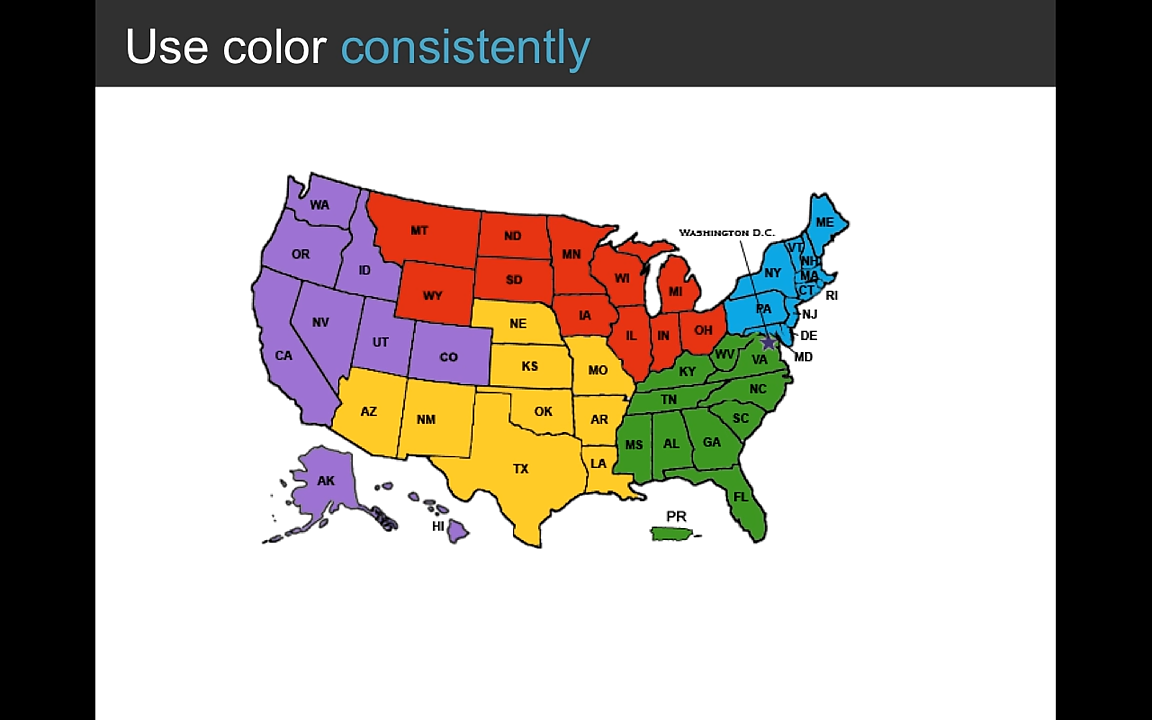 Use color consistently
WA
OR
ID
MT
ND
MN
WI
MI
WASHINGTON D.C.
ME
VT
NH
NY
MA
CT
RI
WY
SD
IA
NE
IL
IN
OH
PA
NJ
DE
MD
CA
NV
UT
CO
KS
MO
KY
WV
VA
AZ
NM
OK
AR
TN
NC
SC
TX
LA
MS
AL
GA
FL
AK
HI
PR